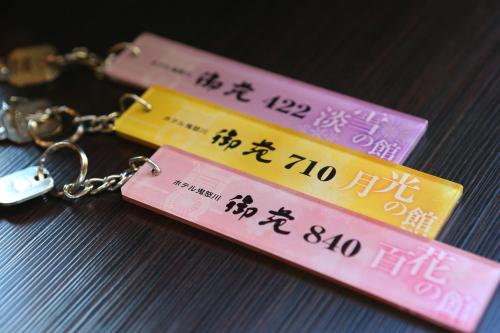 ホテル鬼怒川
御苑 422
淡雪の館
ホテル鬼怒川
御苑 710
月光の館
ホテル鬼怒川
御苑 840
百花の館